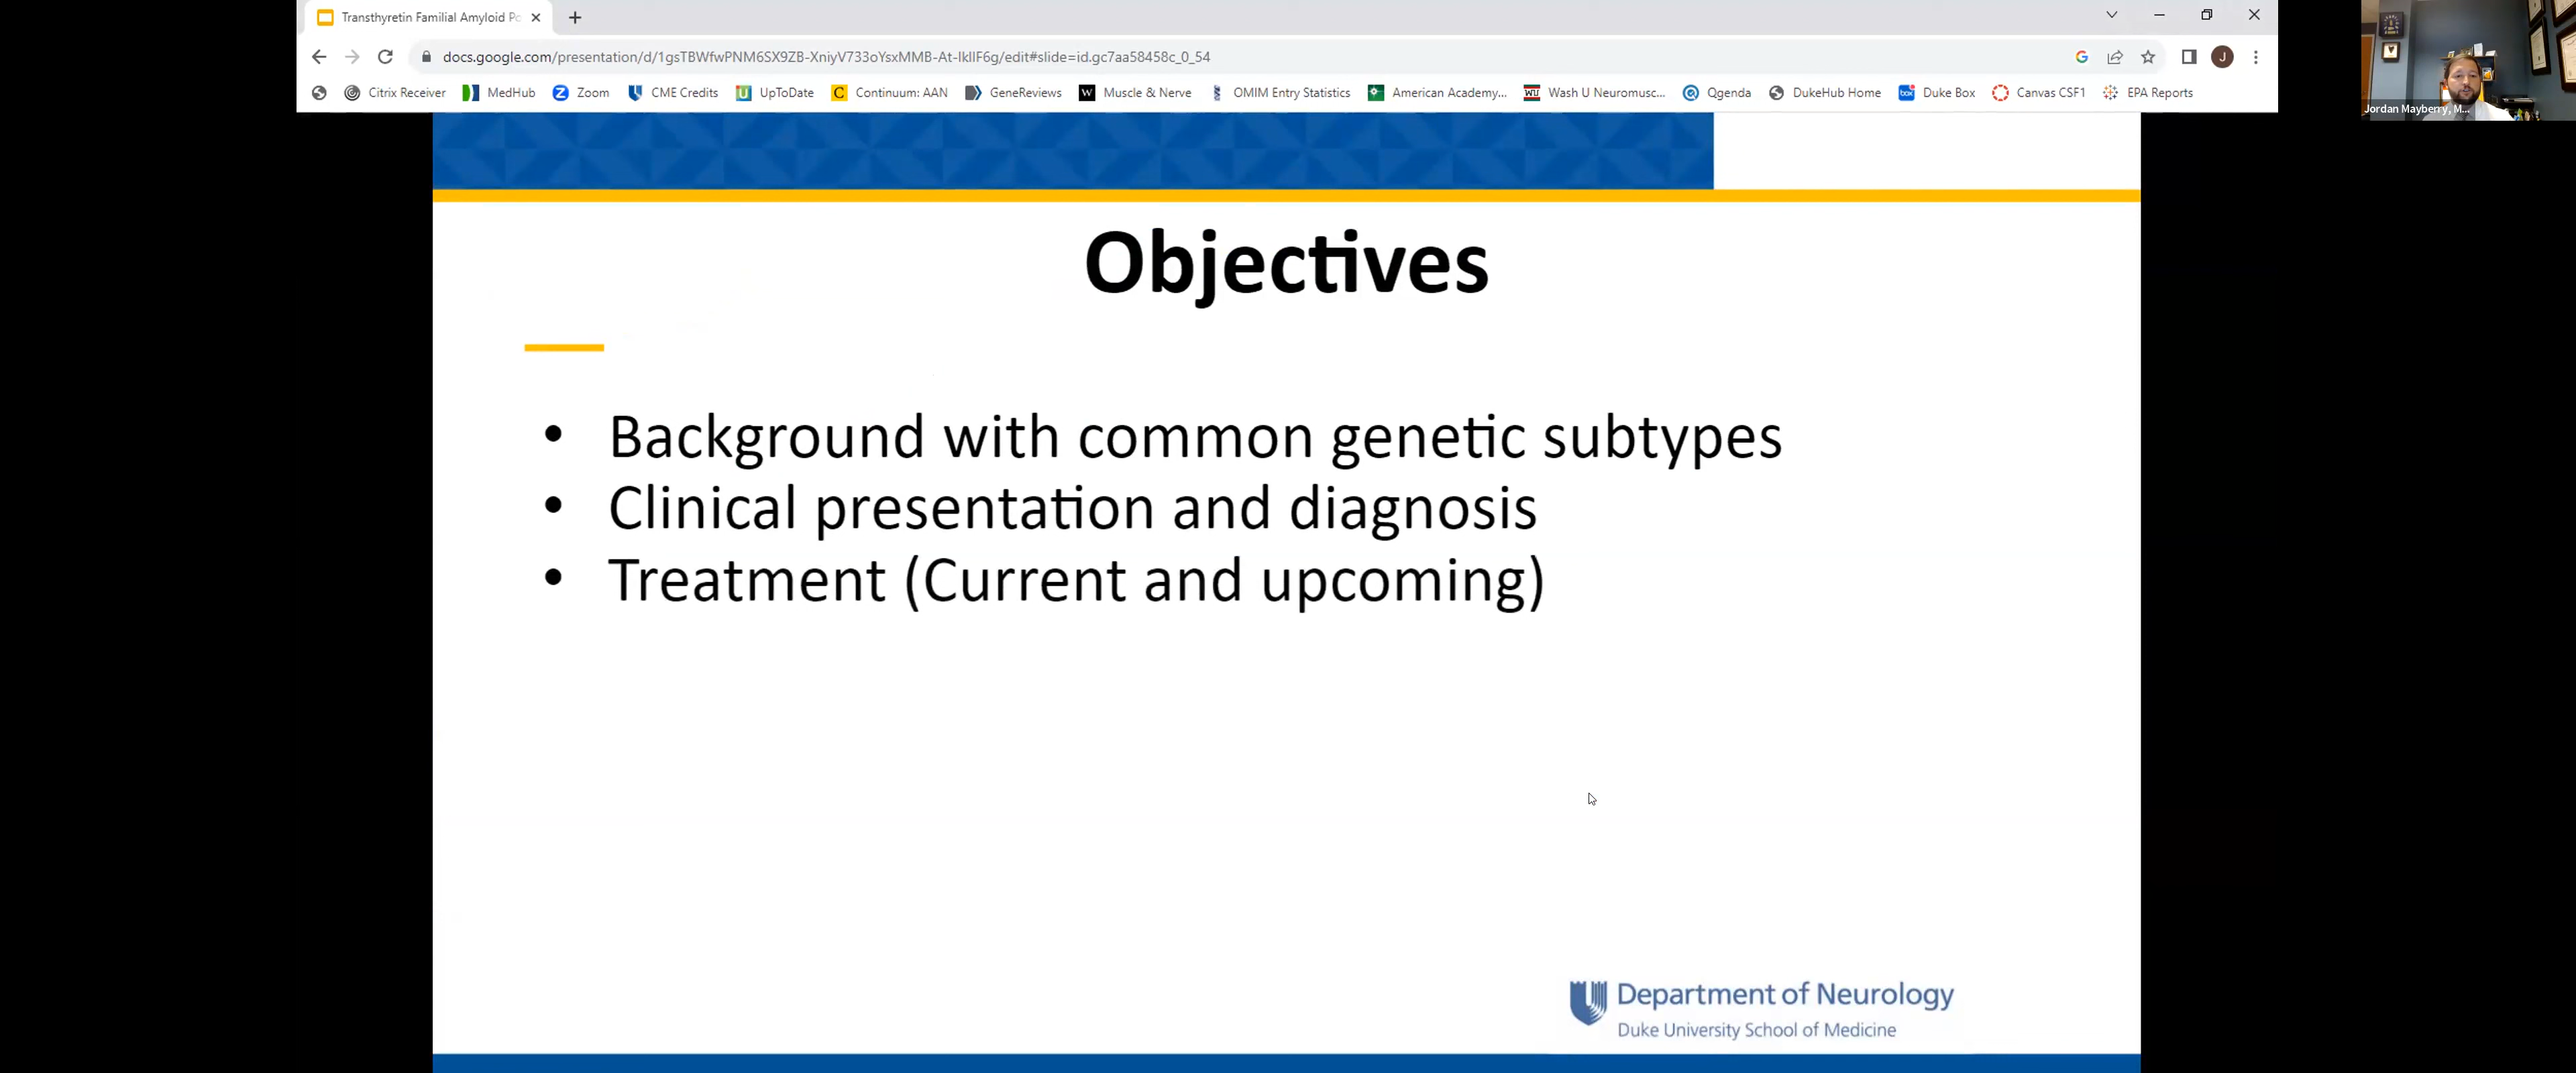 Transthyretin Familial Amyloid Po
docs.google.com/presentation/d/1gsTBWfwPNM6SX9ZB-XniyV733oYsxMMB-At-IkllF6g/edit#slide=id.gc7aa58458c_0_54
J
Citrix Receiver MedHub Zoom CME Credits UpToDate Continuum: AAN GeneReviews Muscle & Nerve OMIM Entry Statistics American Academy... Wash U Neuromusc... Qgenda DukeHub Home Duke Box Canvas CSF1 EPA Reports
Jordan Mayberry, M...
Objectives
• Background with common genetic subtypes
• Clinical presentation and diagnosis
• Treatment (Current and upcoming)
Department of Neurology
Duke University School of Medicine